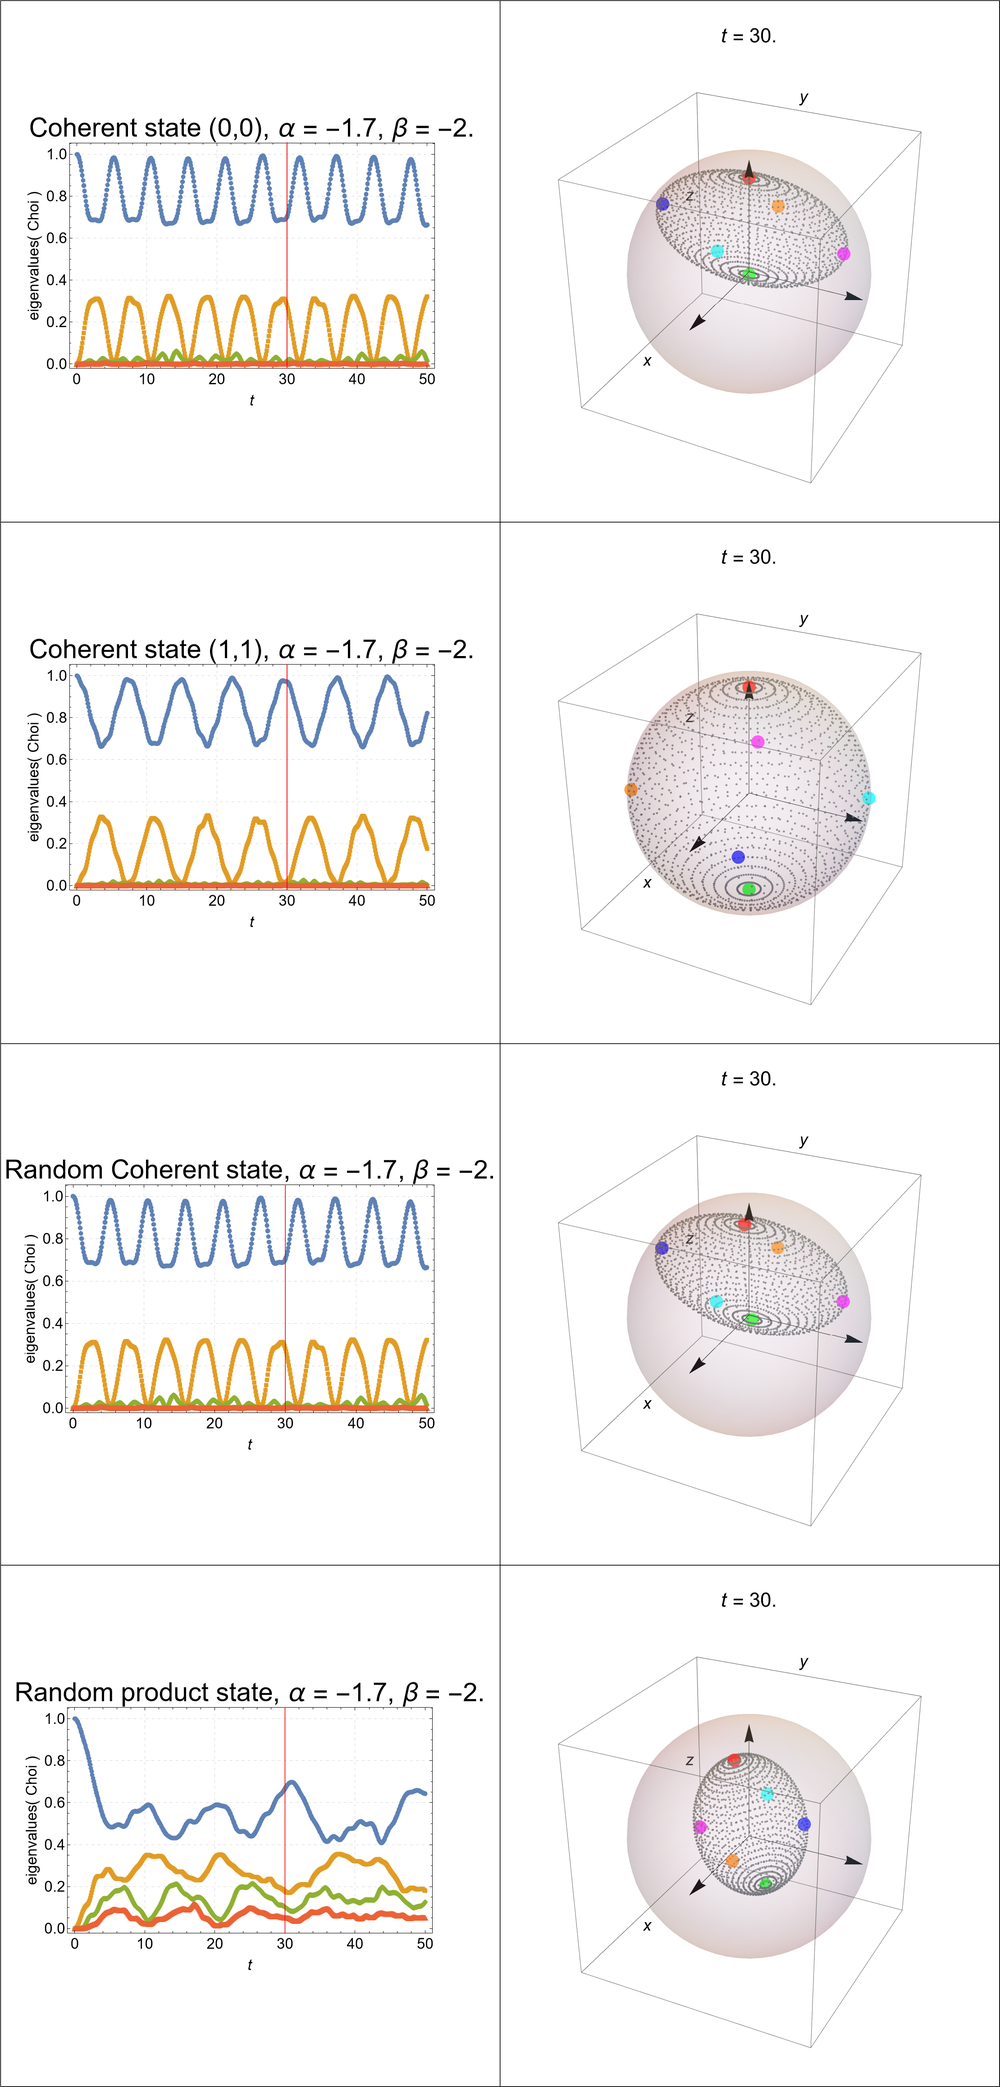 t = 30.
y
Coherent state (0,0), α = −1.7, β = −2.
1.0
0.8
0.6
0.4
0.2
0.0
eigenvalues( Choi )
0 10 20 30 40 50
t
z
x
t = 30.
y
Coherent state (1,1), α = −1.7, β = −2.
1.0
0.8
0.6
0.4
0.2
0.0
eigenvalues( Choi )
0 10 20 30 40 50
t
z
x
t = 30.
y
Random Coherent state, α = −1.7, β = −2.
1.0
0.8
0.6
0.4
0.2
0.0
eigenvalues( Choi )
0 10 20 30 40 50
t
z
x
t = 30.
y
Random product state, α = −1.7, β = −2.
1.0
0.8
0.6
0.4
0.2
0.0
eigenvalues( Choi )
0 10 20 30 40 50
t
z
x